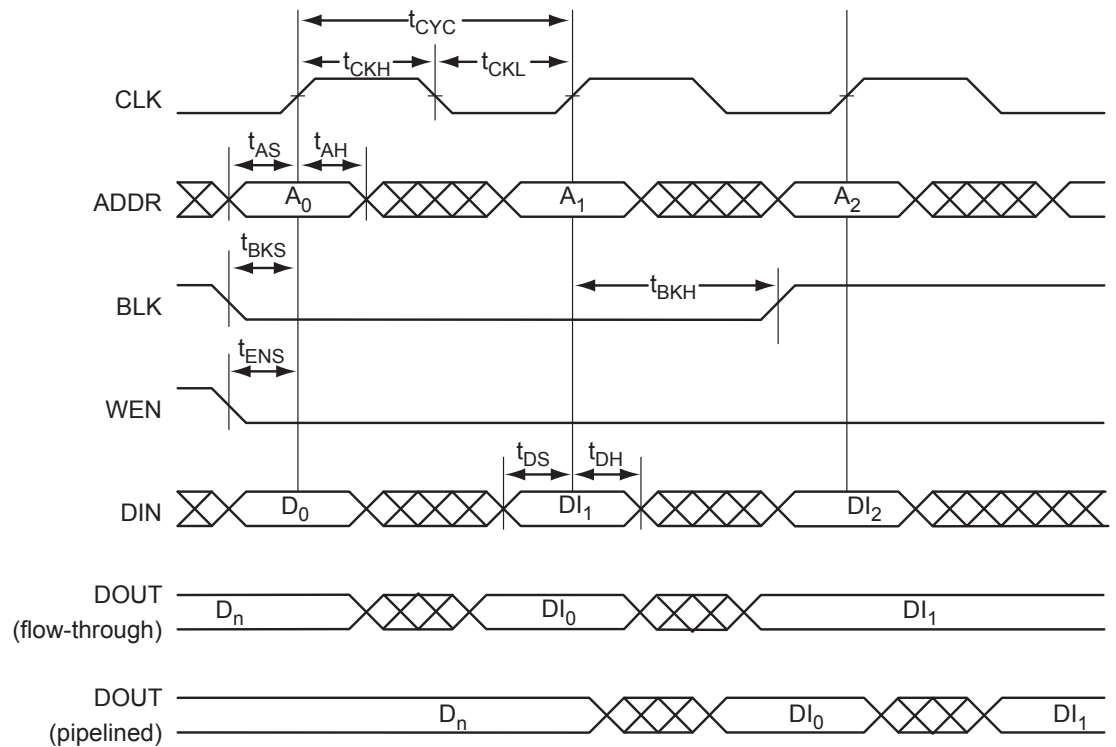 tCYC
tCKH tCKL
CLK
tAS tAH
ADDR A0 A1 A2
tBKS
tBKH
BLK
tENS
WEN
tDS tDH
DIN D0 DI1 DI2
DOUT
(flow-through)
Dn DI0 DI1
DOUT
(pipelined)
Dn DI0 DI1